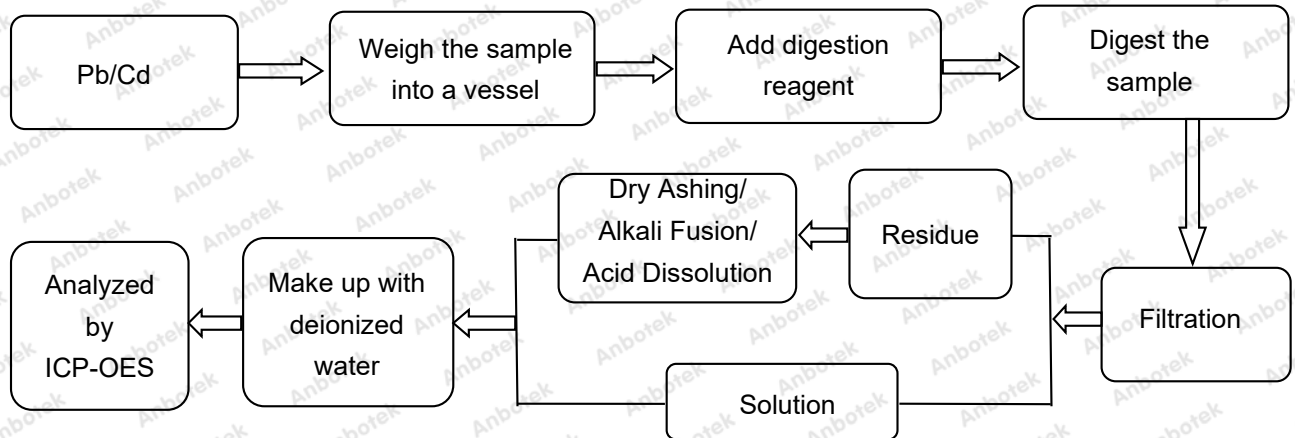 Pb/Cd
Weigh the sample
into a vessel
Add digestion
reagent
Digest the
sample
Filtration
Residue
Dry Ashing/
Alkali Fusion/
Acid Dissolution
Solution
Make up with
deionized
water
Analyzed
by
ICP-OES
Anbotek